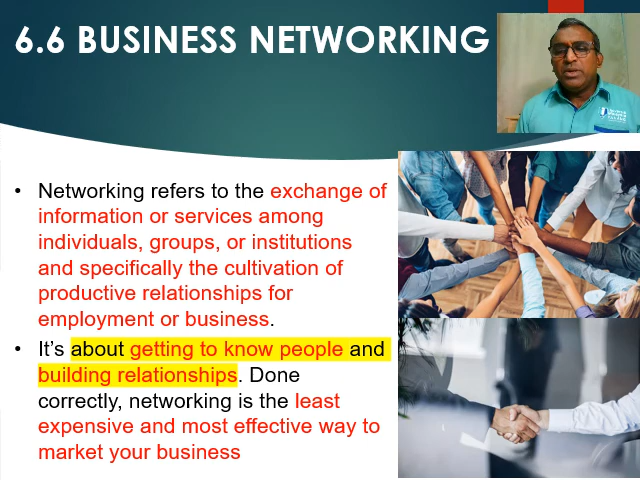 6.6 BUSINESS NETWORKING
• Networking refers to the exchange of
information or services among
individuals, groups, or institutions
and specifically the cultivation of
productive relationships for
employment or business.
• It’s about getting to know people and
building relationships. Done
correctly, networking is the least
expensive and most effective way to
market your business